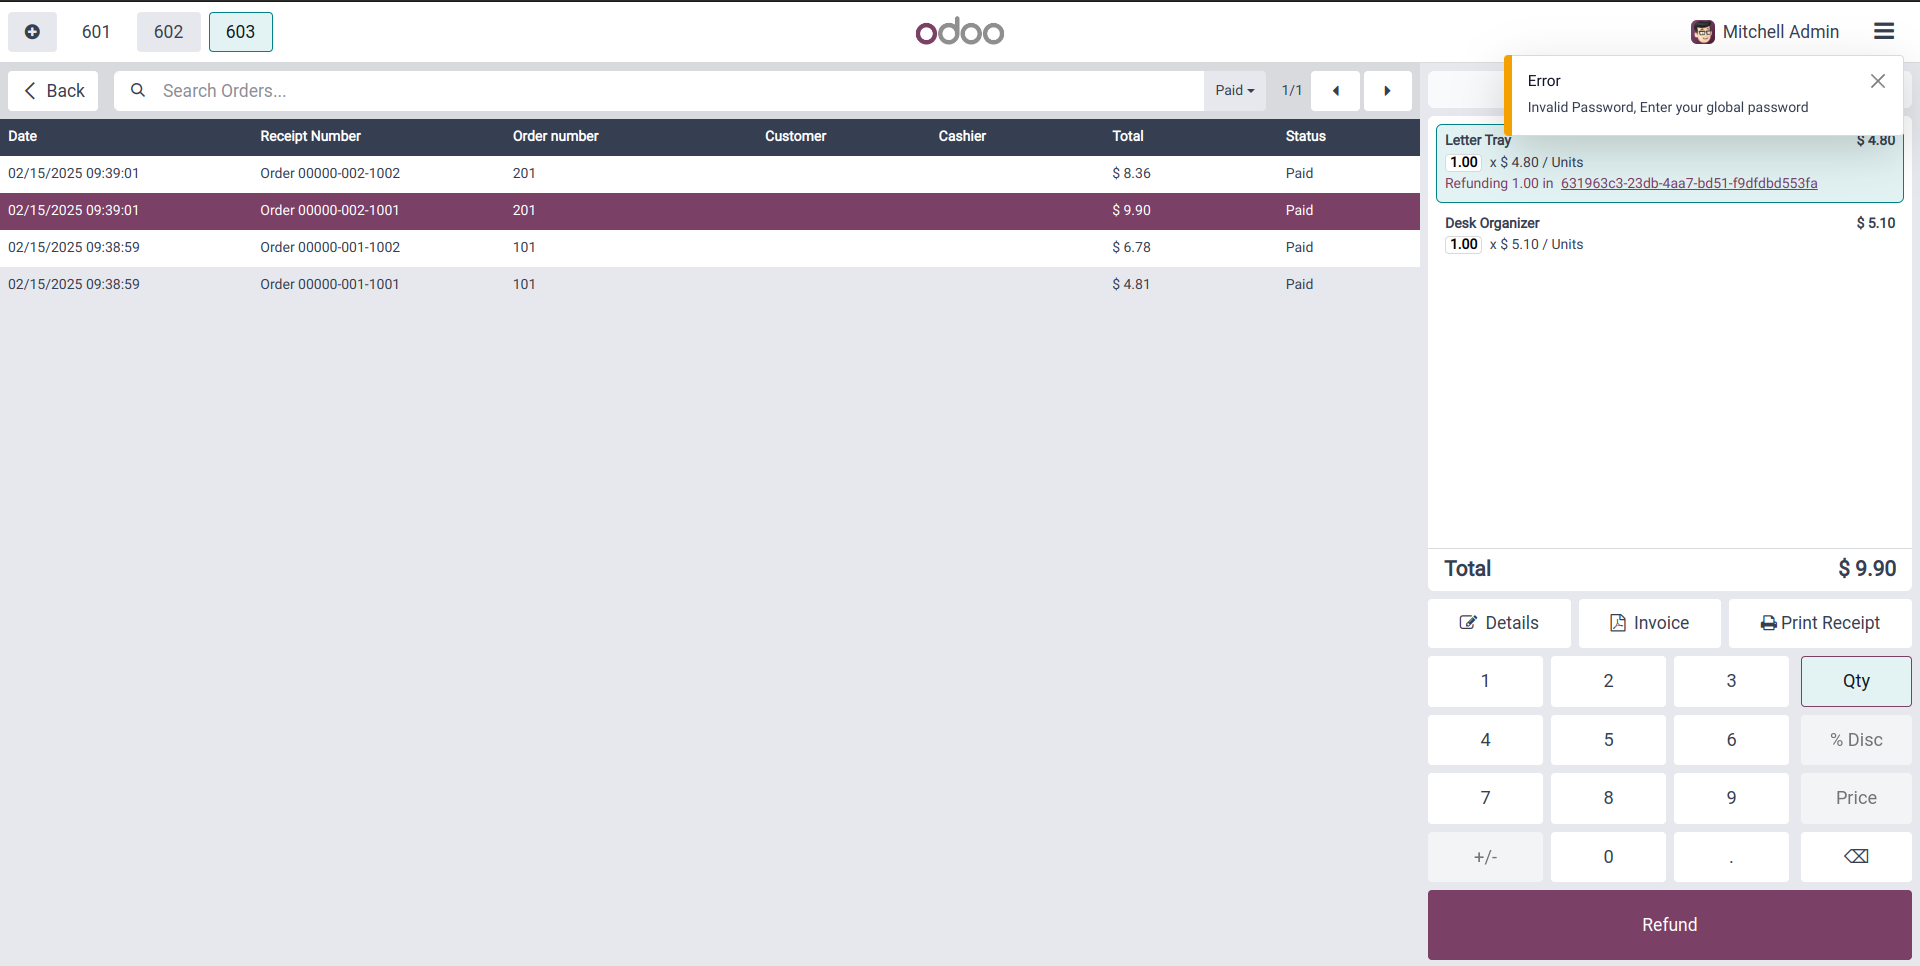 601 602 603 odoo Mitchell Admin
Error
Invalid Password, Enter your global password
Back Search Orders... Paid 1/1
Date Receipt Number Order number Customer Cashier Total Status
02/15/2025 09:39:01 Order 00000-002-1002 201 $ 8.36 Paid
02/15/2025 09:39:01 Order 00000-002-1001 201 $ 9.90 Paid
02/15/2025 09:38:59 Order 00000-001-1002 101 $ 6.78 Paid
02/15/2025 09:38:59 Order 00000-001-1001 101 $ 4.81 Paid
Letter Tray $ 4.80
1.00 x $ 4.80 / Units
Refunding 1.00 in 631963c3-23db-4aa7-bd51-f9dfdbd553fa
Desk Organizer $ 5.10
1.00 x $ 5.10 / Units
Total $ 9.90
Details Invoice Print Receipt
1 2 3 Qty
4 5 6 % Disc
7 8 9 Price
+/- 0 .
Refund